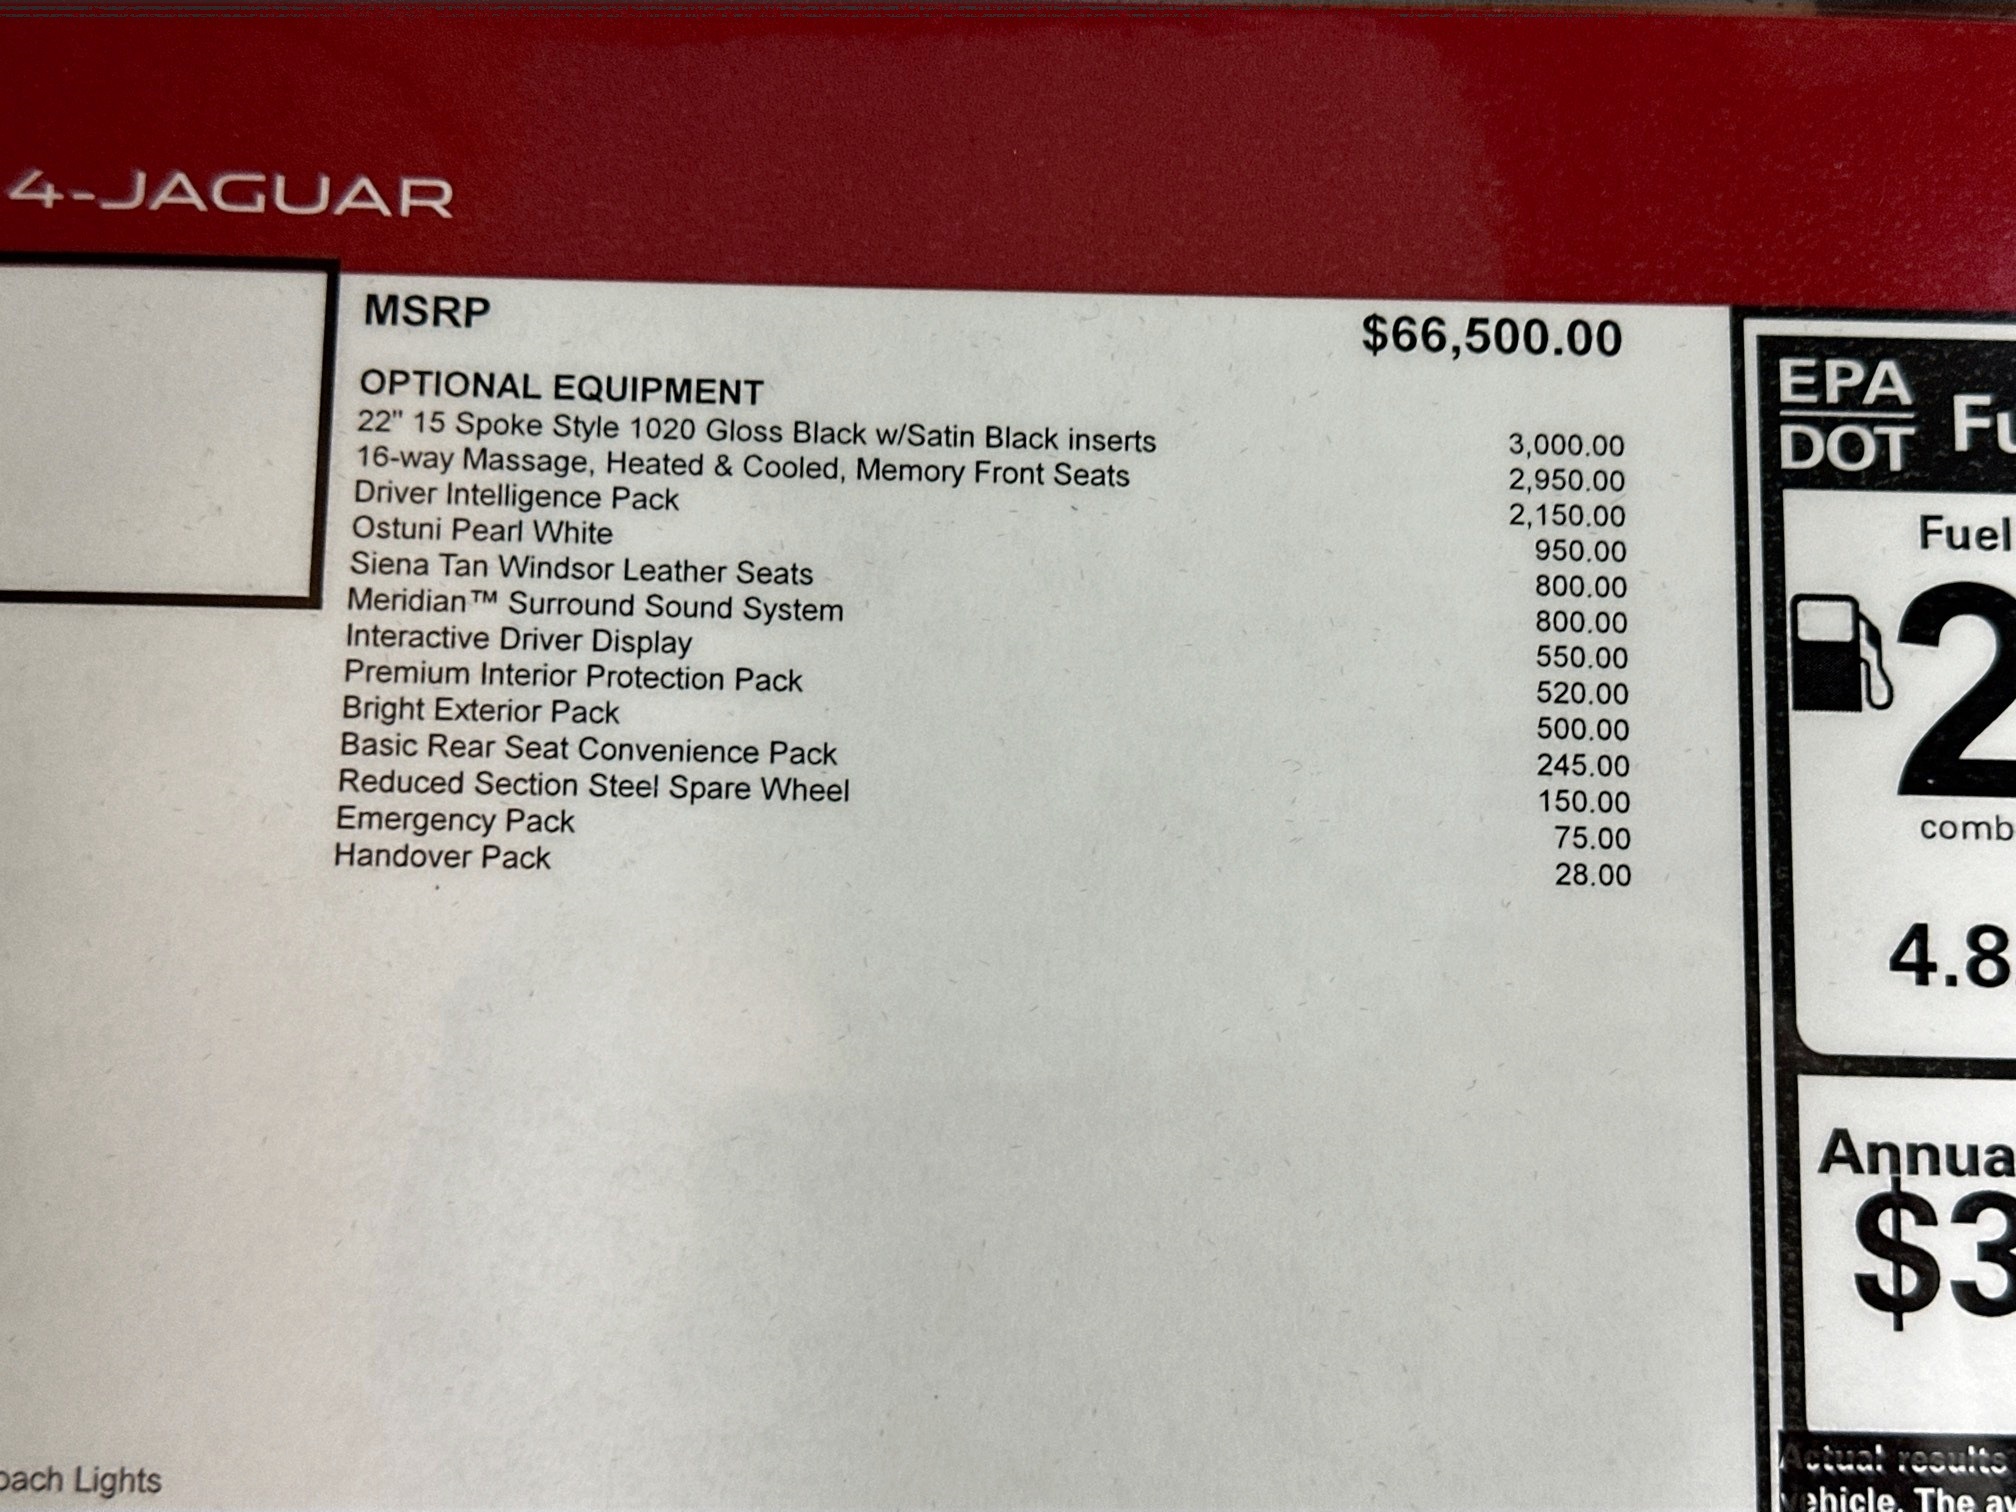 4-JAGUAR
MSRP $66,500.00
OPTIONAL EQUIPMENT
22" 15 Spoke Style 1020 Gloss Black w/Satin Black inserts 3,000.00
16-way Massage, Heated & Cooled, Memory Front Seats 2,950.00
Driver Intelligence Pack 2,150.00
Ostuni Pearl White 950.00
Siena Tan Windsor Leather Seats 800.00
Meridian™ Surround Sound System 800.00
Interactive Driver Display 550.00
Premium Interior Protection Pack 520.00
Bright Exterior Pack 500.00
Basic Rear Seat Convenience Pack 245.00
Reduced Section Steel Spare Wheel 150.00
Emergency Pack 75.00
Handover Pack 28.00
Lights
EPA
DOT
Fuel
2
comb
4.8
Annua
$3
Actual results
vehicle. The